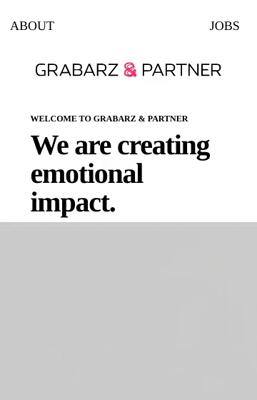 ABOUT JOBS
GRABARZ & PARTNER
WELCOME TO GRABARZ & PARTNER
We are creating
emotional
impact.